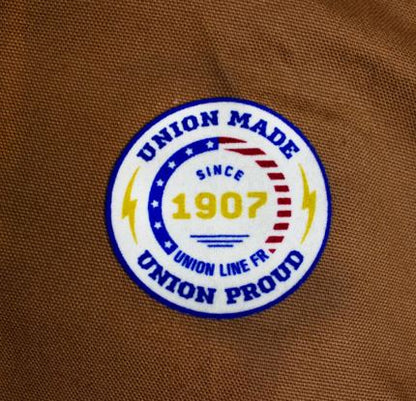 UNION MADE
SINCE
1907
UNION LINE FR
UNION PROUD